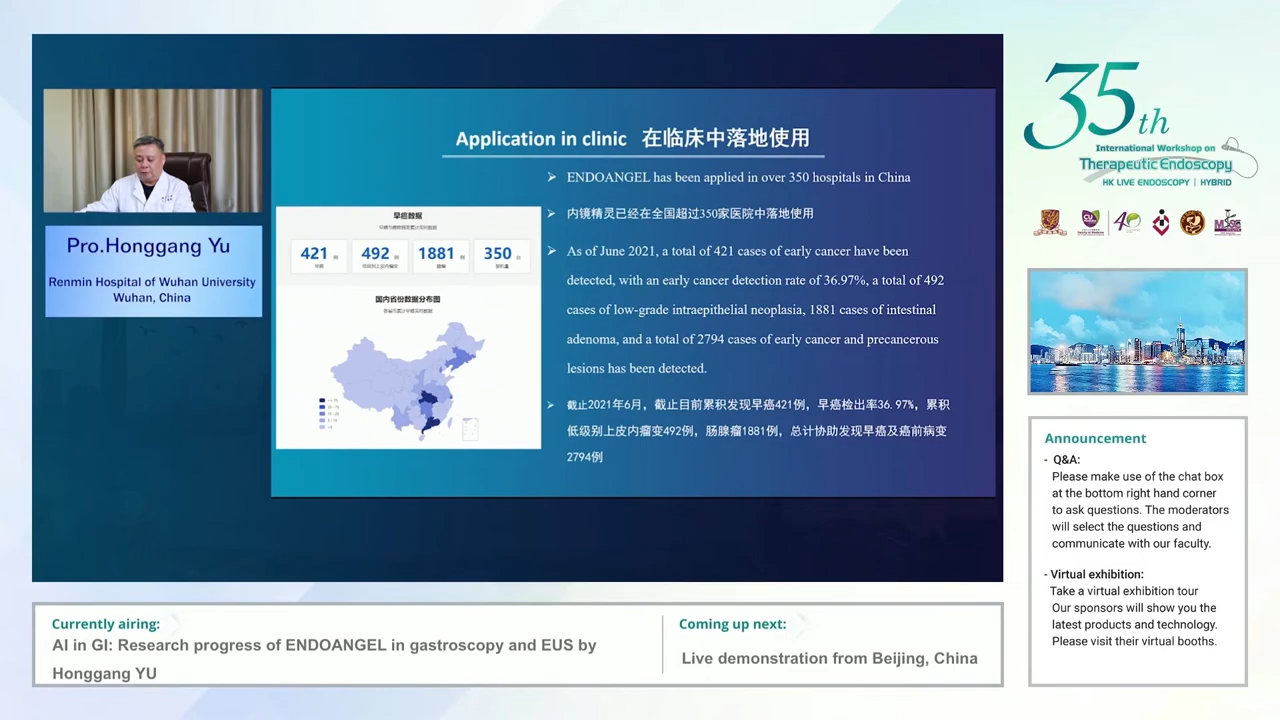 35th
International Workshop on
Therapeutic Endoscopy
HK LIVE ENDOSCOPY | HYBRID
Pro.Honggang Yu
Renmin Hospital of Wuhan University
Wuhan, China
Application in clinic 在临床中落地使用
早癌数据
421 例
492 例
1881 例
350 台
早癌
国内省份数据分布图
➢ ENDOANGEL has been applied in over 350 hospitals in China
➢ 内镜精灵已经在全国超过350家医院中落地使用
➢ As of June 2021, a total of 421 cases of early cancer have been
detected, with an early cancer detection rate of 36.97%, a total of 492
cases of low-grade intraepithelial neoplasia, 1881 cases of intestinal
adenoma, and a total of 2794 cases of early cancer and precancerous
lesions has been detected.
➢ 截止2021年6月，截止目前累积发现早癌421例，早癌检出率36.97%，累积
低级别上皮内瘤变492例，肠腺瘤1881例，总计协助发现早癌及癌前病变
2794例
Announcement
- Q&A:
Please make use of the chat box
at the bottom right hand corner
to ask questions. The moderators
will select the questions and
communicate with our faculty.
- Virtual exhibition:
Take a virtual exhibition tour
Our sponsors will show you the
latest products and technology.
Please visit their virtual booths.
Currently airing:
AI in GI: Research progress of ENDOANGEL in gastroscopy and EUS by
Honggang YU
Coming up next:
Live demonstration from Beijing, China